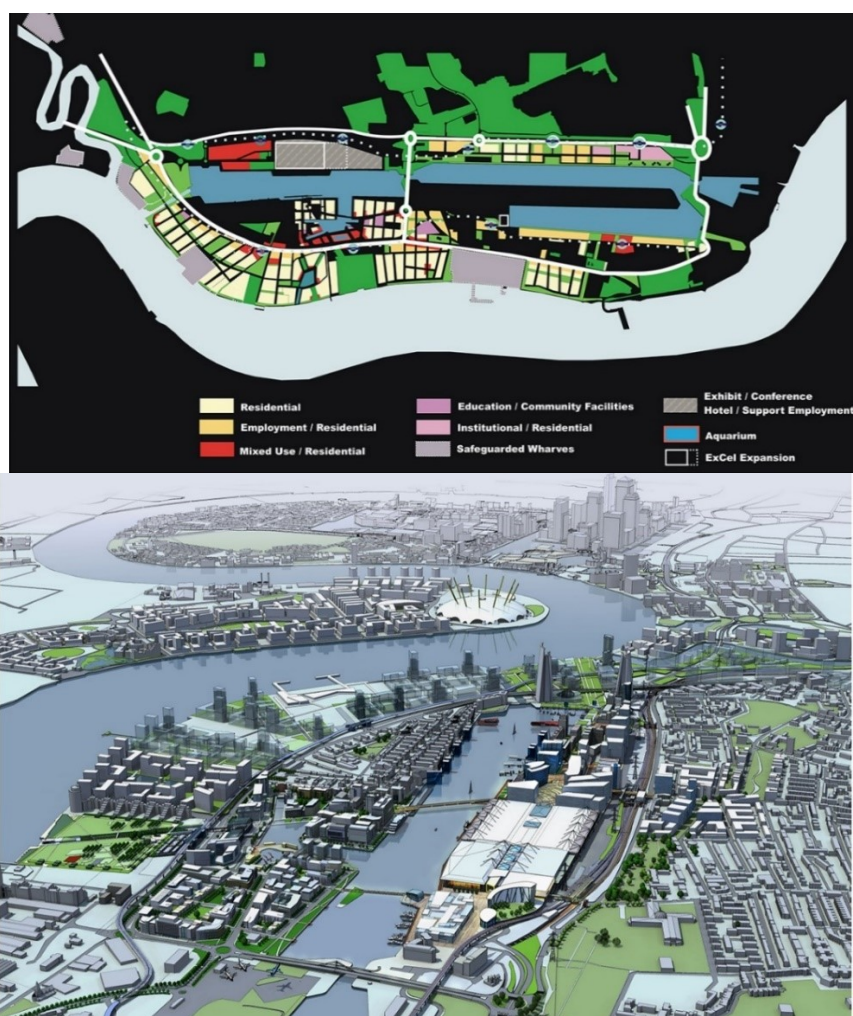 Residential
Employment / Residential
Mixed Use / Residential
Education / Community Facilities
Institutional / Residential
Safeguarded Wharves
Exhibit / Conference
Hotel / Support Employment
Aquarium
ExCel Expansion